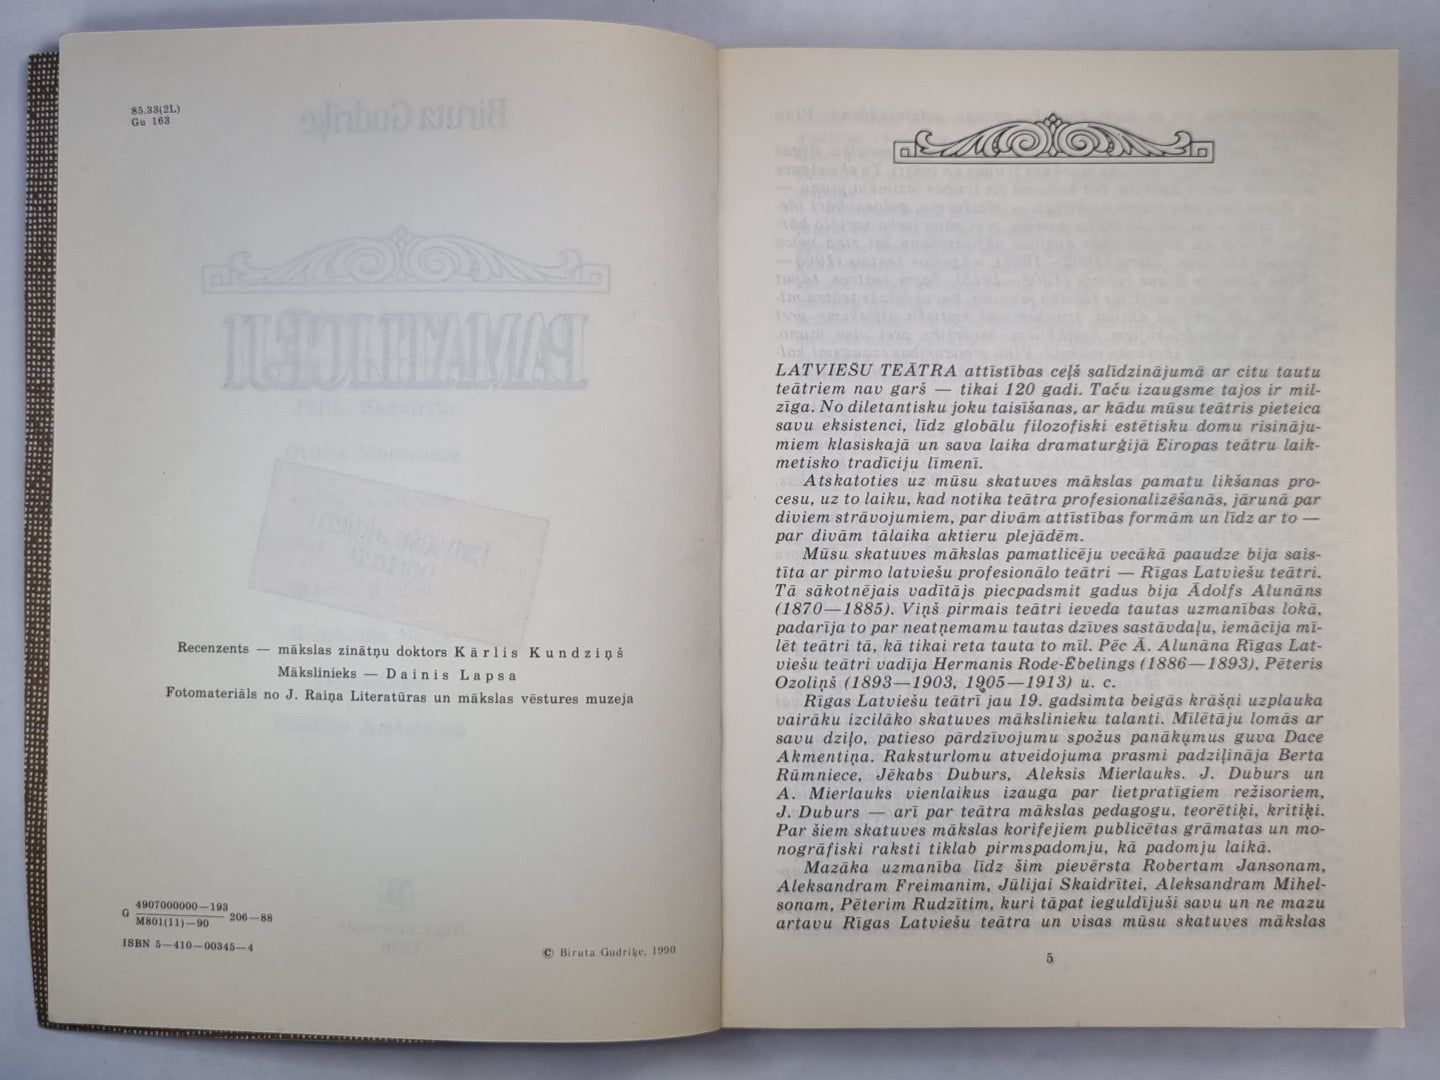 85.33(2L)
Gu 163
Biruta Gudriķe
PAMATLICĒJI
Recenzents — mākslas zinātņu doktors Kārlis Kundziņš
Mākslinieks — Dainis Lapsa
Fotomateriāls no J. Raiņa Literatūras un mākslas vēstures muzeja
G 4907000000—193
M801(11)—90 206—88
ISBN 5—410—00345—4
© Biruta Gudriķe, 1990
LATVIEŠU TEĀTRA attīstības ceļš salīdzinājumā ar citu tautu
teātriem nav garš — tikai 120 gadi. Taču izaugsme tajos ir mil-
zīga. No diletantisku joku taisīšanas, ar kādu mūsu teātris pieteica
savu eksistenci, līdz globālu filozofiski estētisku domu risināju-
miem klasiskajā un sava laika dramaturģijā Eiropas teātru laik-
metisko tradīciju līmenī.
Atskatoties uz mūsu skatuves mākslas pamatu likšanas pro-
cesu, uz to laiku, kad notika teātra profesionalizēšanās, jārunā par
diviem strāvojumiem, par divām attīstības formām un līdz ar to —
par divām tālaika aktieru plejādēm.
Mūsu skatuves mākslas pamatlicēju vecākā paaudze bija sais-
tīta ar pirmo latviešu profesionālo teātri — Rīgas Latviešu teātri.
Tā sākotnējais vadītājs piecpadsmit gadus bija Ādolfs Alunāns
(1870—1885). Viņš pirmais teātri ieveda tautas uzmanības lokā,
padarīja to par neatņemamu tautas dzīves sastāvdaļu, iemācīja mī-
lēt teātri tā, kā tikai reta tauta to mīl. Pēc Ā. Alunāna Rīgas Lat-
viešu teātri vadīja Hermanis Rode-Ēbelings (1886—1893), Pēteris
Ozoliņš (1893—1903, 1905—1913) u. c.
Rīgas Latviešu teātrī jau 19. gadsimta beigās krāšņi uzplauka
vairāku izcilāko skatuves mākslinieku talanti. Mīlētāju lomās ar
savu dziļo, patieso pārdzīvojumu spožus panākumus guva Dace
Akmentiņa. Raksturlomu atveidojuma prasmi padziļināja Berta
Rūmniece, Jēkabs Duburs, Aleksis Mierlauks. J. Duburs un
A. Mierlauks vienlaikus izauga par lietpratīgiem režisoriem,
J. Duburs — arī par teātra mākslas pedagogu, teorētiķi, kritiķi.
Par šiem skatuves mākslas korifejiem publicētas grāmatas un mo-
nogrāfiski raksti tiklab pirmspadomju, kā padomju laikā.
Mazāka uzmanība līdz šim pievērsta Robertam Jansonam,
Aleksandram Freimanim, Jūlijai Skaidrītei, Aleksandram Mihel-
sonam, Pēterim Rudzītim, kuri tāpat ieguldījuši savu un ne mazu
artavu Rīgas Latviešu teātra un visas mūsu skatuves mākslas
5